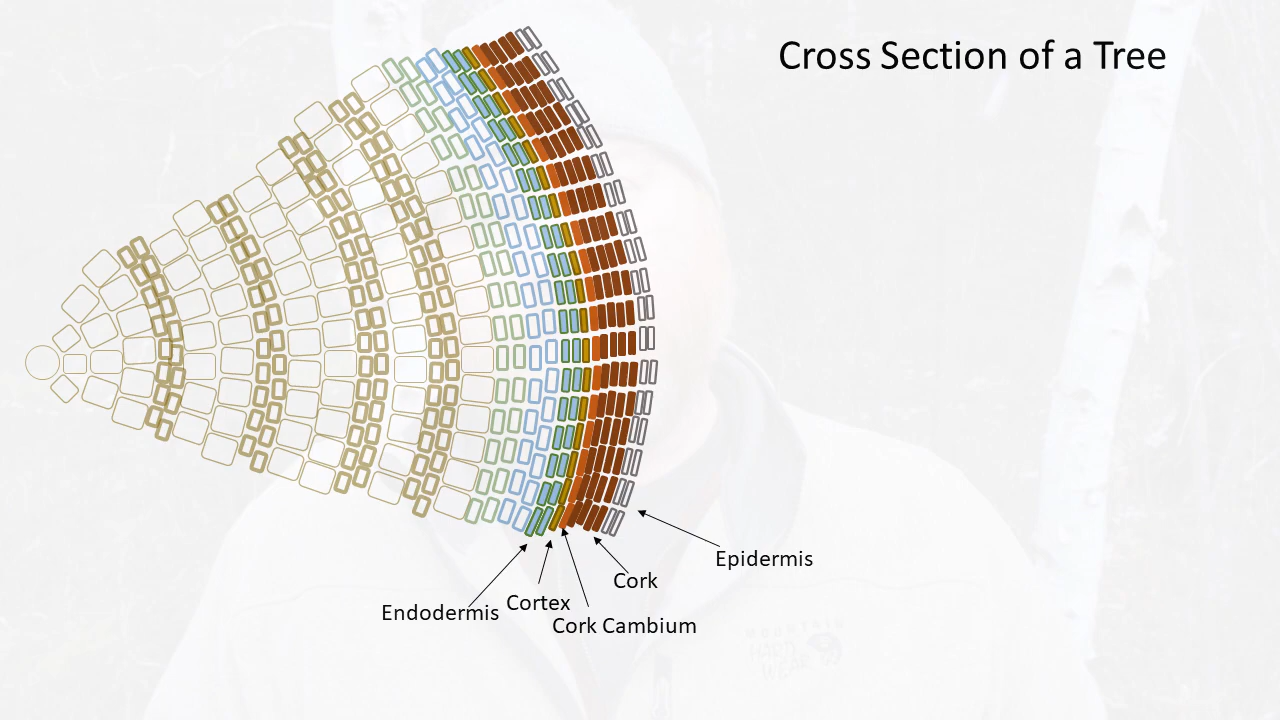 Cross Section of a Tree
Epidermis
Cork
Cortex
Endodermis
Cork Cambium